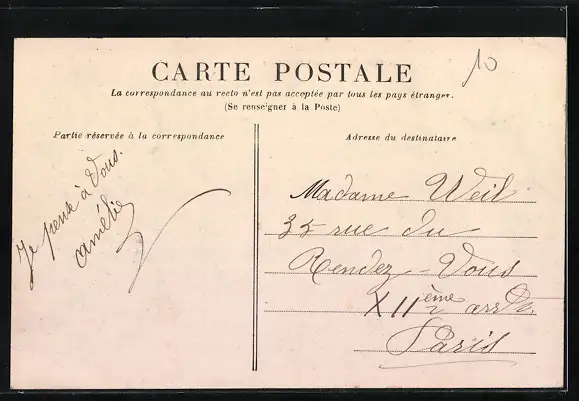 CARTE POSTALE
10
La correspondance au recto n'est pas acceptée par tous les pays étrangers.
(Se renseigner à la Poste)
Partie réservée à la correspondance
Adresse du destinataire
Je pense à Vous.
Amélie
Madame Weil
35 rue du
Rendez-Vous
XIIème arrdt
Paris